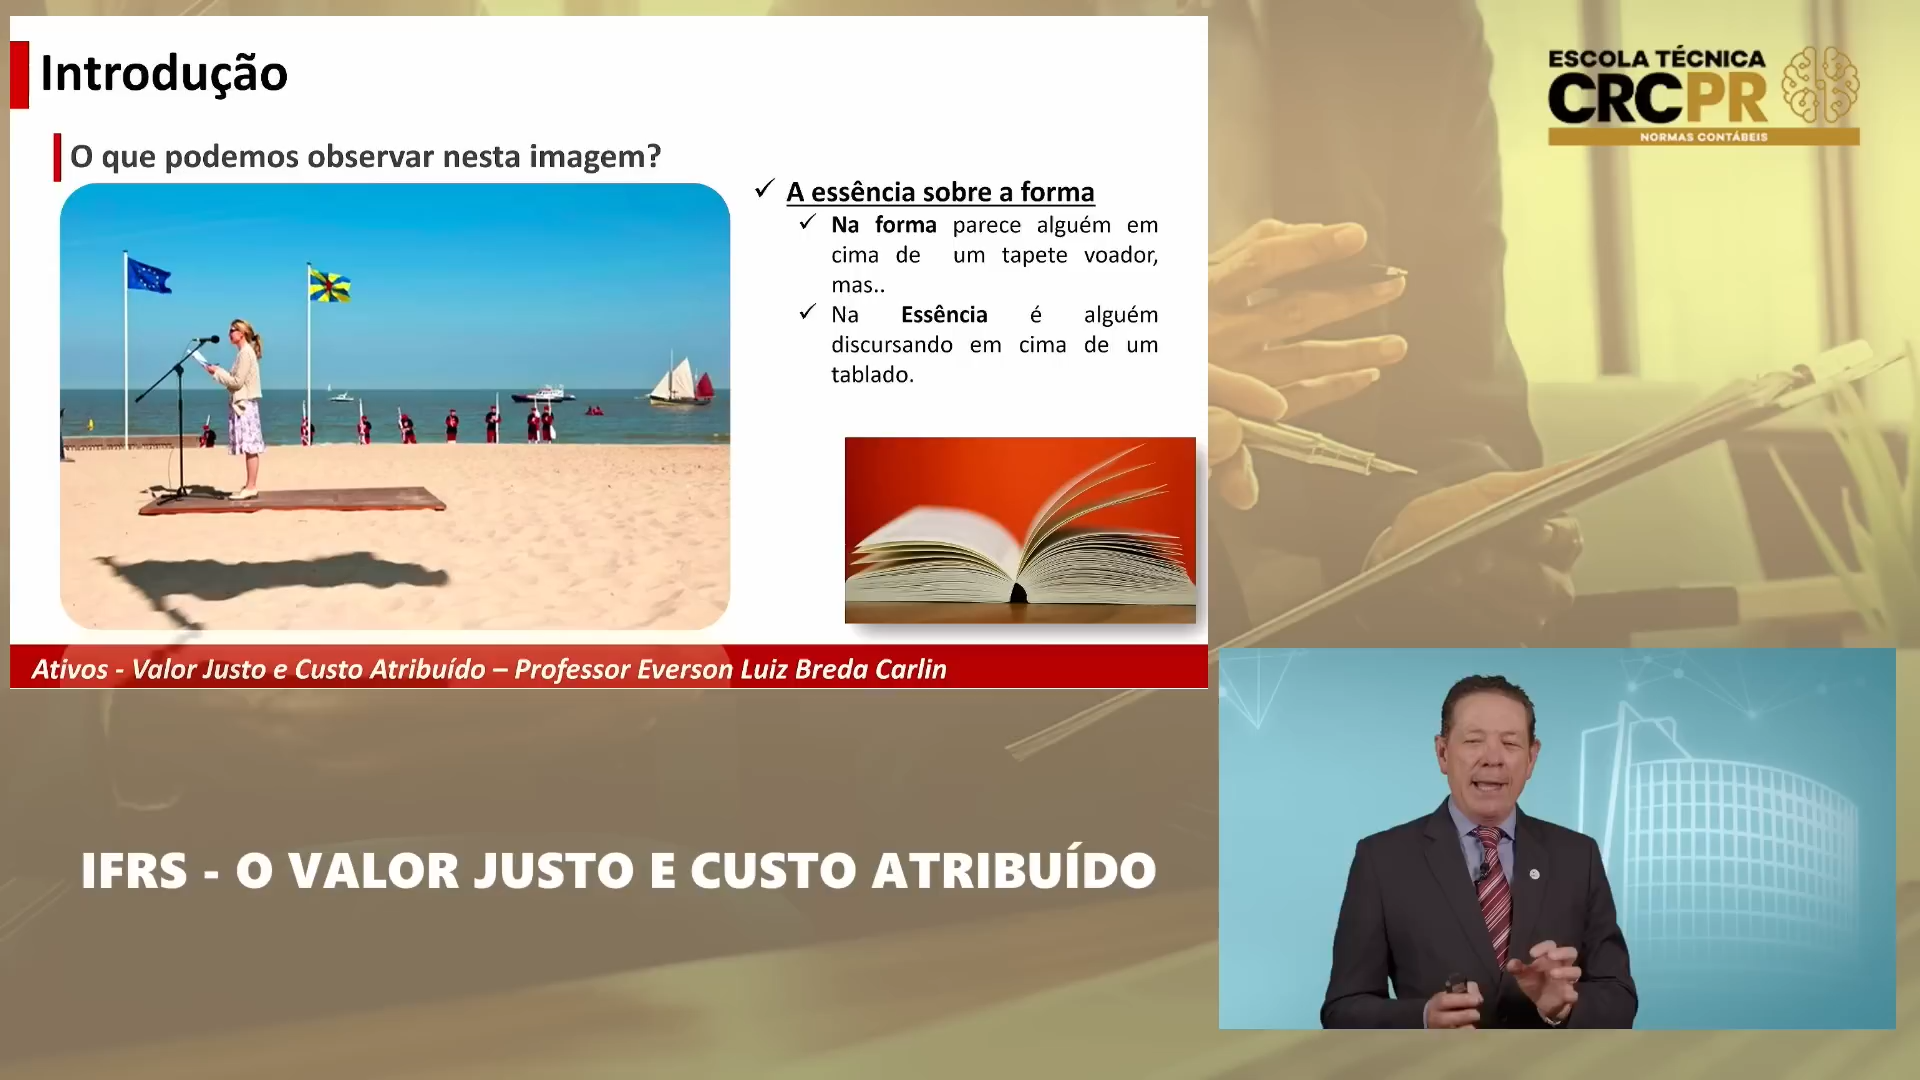 Introdução
O que podemos observar nesta imagem?
✓ A essência sobre a forma
✓ Na forma parece alguém em
cima de um tapete voador,
mas..
✓ Na Essência é alguém
discursando em cima de um
tablado.
Ativos - Valor Justo e Custo Atribuído – Professor Everson Luiz Breda Carlin
ESCOLA TÉCNICA
CRCPR
NORMAS CONTÁBEIS
IFRS - O VALOR JUSTO E CUSTO ATRIBUÍDO